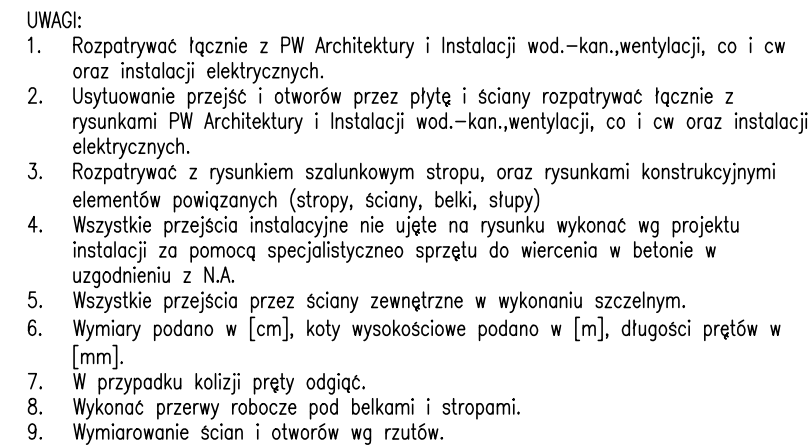 UWAGI:
1. Rozpatrywać łącznie z PW Architektury i Instalacji wod.-kan.,wentylacji, co i cw
oraz instalacji elektrycznych.
2. Usytuowanie przejść i otworów przez płytę i ściany rozpatrywać łącznie z
rysunkami PW Architektury i Instalacji wod.-kan.,wentylacji, co i cw oraz instalacji
elektrycznych.
3. Rozpatrywać z rysunkiem szalunkowym stropu, oraz rysunkami konstrukcyjnymi
elementów powiązanych (stropy, ściany, belki, słupy)
4. Wszystkie przejścia instalacyjne nie ujęte na rysunku wykonać wg projektu
instalacji za pomocą specjalistyczneo sprzętu do wiercenia w betonie w
uzgodnieniu z N.A.
5. Wszystkie przejścia przez ściany zewnętrzne w wykonaniu szczelnym.
6. Wymiary podano w [cm], koty wysokościowe podano w [m], długości prętów w
[mm].
7. W przypadku kolizji pręty odgiąć.
8. Wykonać przerwy robocze pod belkami i stropami.
9. Wymiarowanie ścian i otworów wg rzutów.